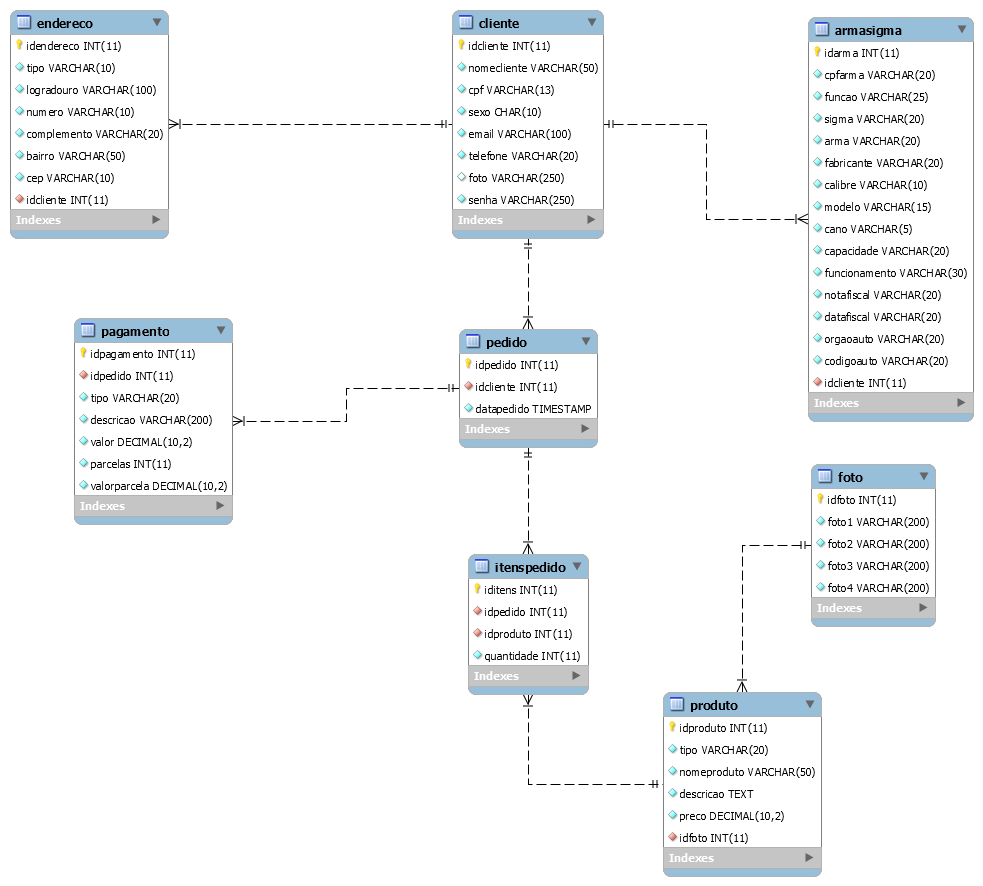 endereco
idendereco INT(11)
tipo VARCHAR(10)
logradouro VARCHAR(100)
numero VARCHAR(10)
complemento VARCHAR(20)
bairro VARCHAR(50)
cep VARCHAR(10)
idcliente INT(11)
Indexes
cliente
idcliente INT(11)
nomecliente VARCHAR(50)
cpf VARCHAR(13)
sexo CHAR(10)
email VARCHAR(100)
telefone VARCHAR(20)
foto VARCHAR(250)
senha VARCHAR(250)
Indexes
armasigma
idarma INT(11)
cpfarma VARCHAR(20)
funcao VARCHAR(25)
sigma VARCHAR(20)
arma VARCHAR(20)
fabricante VARCHAR(20)
calibre VARCHAR(10)
modelo VARCHAR(15)
cano VARCHAR(5)
capacidade VARCHAR(20)
funcionamento VARCHAR(30)
notafiscal VARCHAR(20)
datafiscal VARCHAR(20)
orgaoauto VARCHAR(20)
codigoauto VARCHAR(20)
idcliente INT(11)
Indexes
pagamento
idpagamento INT(11)
idpedido INT(11)
tipo VARCHAR(20)
descricao VARCHAR(200)
valor DECIMAL(10,2)
parcelas INT(11)
valorparcela DECIMAL(10,2)
Indexes
pedido
idpedido INT(11)
idcliente INT(11)
datapedido TIMESTAMP
Indexes
foto
idfoto INT(11)
foto1 VARCHAR(200)
foto2 VARCHAR(200)
foto3 VARCHAR(200)
foto4 VARCHAR(200)
Indexes
itenspedido
iditens INT(11)
idpedido INT(11)
idproduto INT(11)
quantidade INT(11)
Indexes
produto
idproduto INT(11)
tipo VARCHAR(20)
nomeproduto VARCHAR(50)
descricao TEXT
preco DECIMAL(10,2)
idfoto INT(11)
Indexes